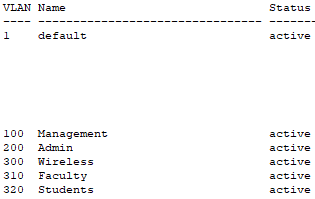 VLAN Name                             Status
---- -------------------------------- -------
1    default                          active
100  Management                       active
200  Admin                            active
300  Wireless                         active
310  Faculty                          active
320  Students                         active